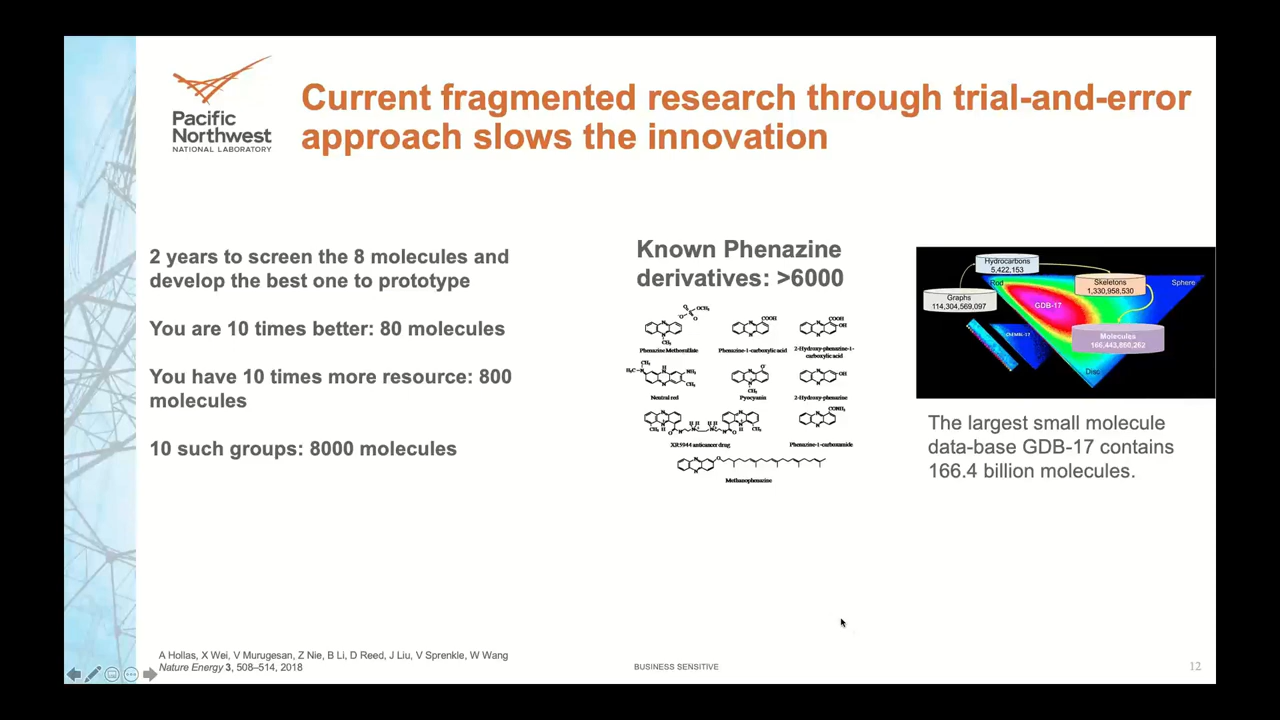 Pacific
Northwest
NATIONAL LABORATORY
Current fragmented research through trial-and-error
approach slows the innovation
2 years to screen the 8 molecules and
develop the best one to prototype
You are 10 times better: 80 molecules
You have 10 times more resource: 800
molecules
10 such groups: 8000 molecules
Known Phenazine
derivatives: >6000
Phenazine Methosulfate
Phenazine-1-carboxylic acid
2-Hydroxy-phenazine-1-
carboxylic acid
Neutral red
Pyocyanin
2-Hydroxy-phenazine
XR5944 anticancer drug
Phenazine-1-carboxamide
Methanophenazine
Hydrocarbons
5,422,153
Rod
Skeletons
1,330,958,530
Sphere
Graphs
114,304,569,097
GDB-17
Molecules
Disc
The largest small molecule
data-base GDB-17 contains
166.4 billion molecules.
A Hollas, X Wei, V Murugesan, Z Nie, B Li, D Reed, J Liu, V Sprenkle, W Wang
Nature Energy 3, 508–514, 2018
BUSINESS SENSITIVE
12